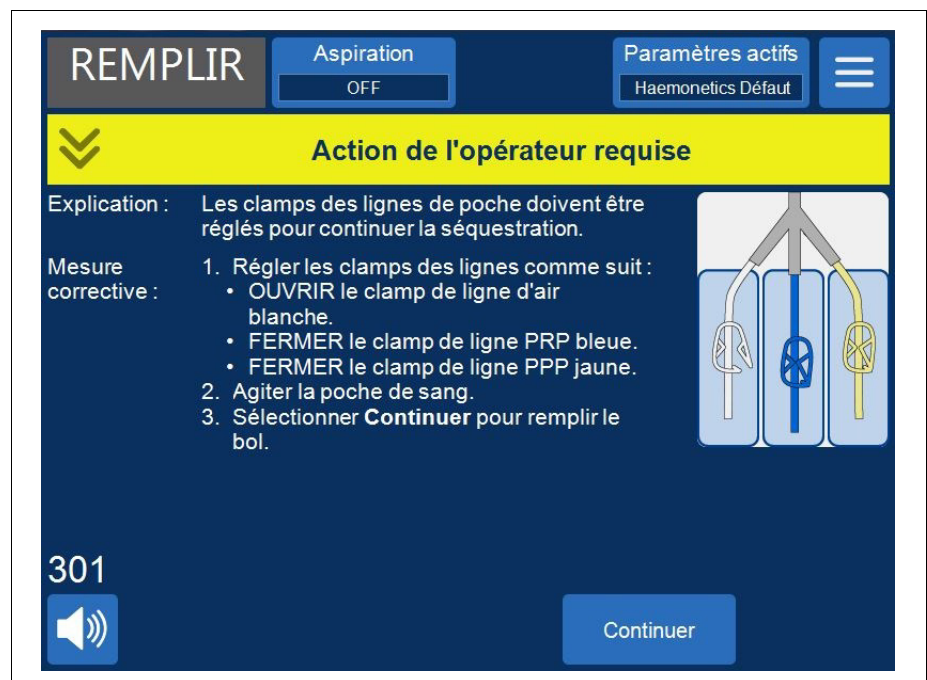 REMPLIR
Aspiration
OFF
Paramètres actifs
Haemonetics Défaut
Action de l'opérateur requise
Explication :
Les clamps des lignes de poche doivent être
réglés pour continuer la séquestration.
Mesure
corrective :
1. Régler les clamps des lignes comme suit :
• OUVRIR le clamp de ligne d'air
blanche.
• FERMER le clamp de ligne PRP bleue.
• FERMER le clamp de ligne PPP jaune.
2. Agiter la poche de sang.
3. Sélectionner Continuer pour remplir le
bol.
301
Continuer